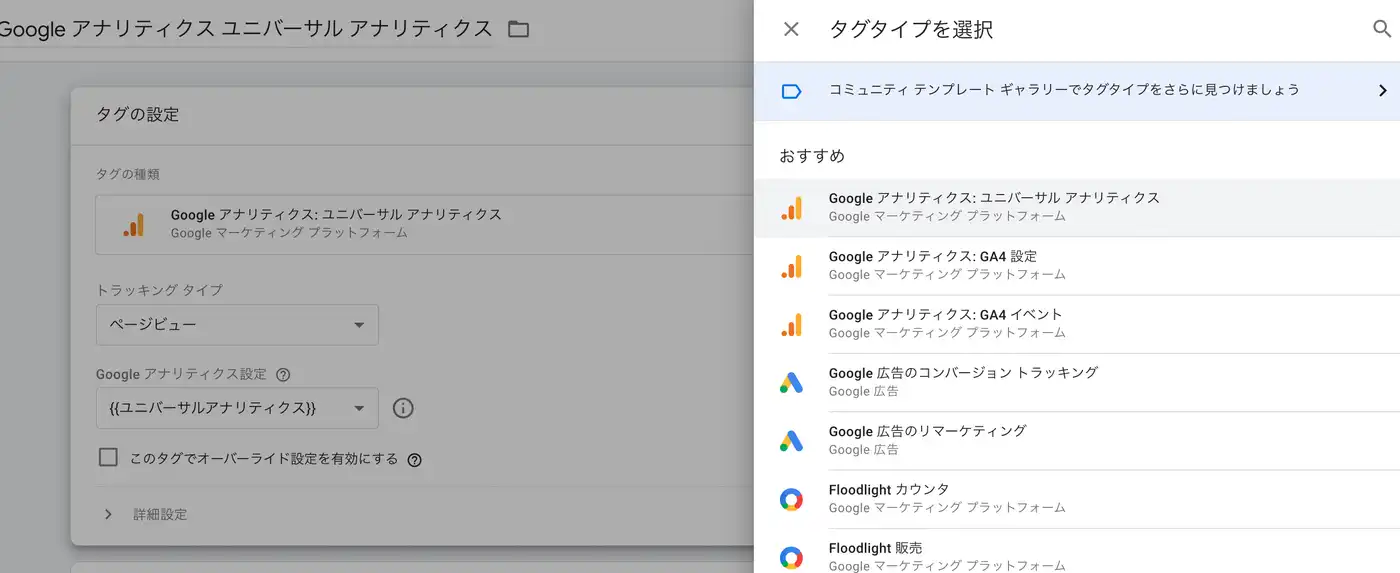 Google アナリティクス ユニバーサル アナリティクス
タグの設定
タグの種類
Google アナリティクス: ユニバーサル アナリティクス
Google マーケティング プラットフォーム
トラッキング タイプ
ページビュー
Google アナリティクス設定
{{ユニバーサルアナリティクス}}
このタグでオーバーライド設定を有効にする
詳細設定
タグタイプを選択
コミュニティ テンプレート ギャラリーでタグタイプをさらに見つけましょう
おすすめ
Google アナリティクス: ユニバーサル アナリティクス
Google マーケティング プラットフォーム
Google アナリティクス: GA4 設定
Google マーケティング プラットフォーム
Google アナリティクス: GA4 イベント
Google マーケティング プラットフォーム
Google 広告のコンバージョン トラッキング
Google 広告
Google 広告のリマーケティング
Google 広告
Floodlight カウンタ
Google マーケティング プラットフォーム
Floodlight 販売
Google マーケティング プラットフォーム